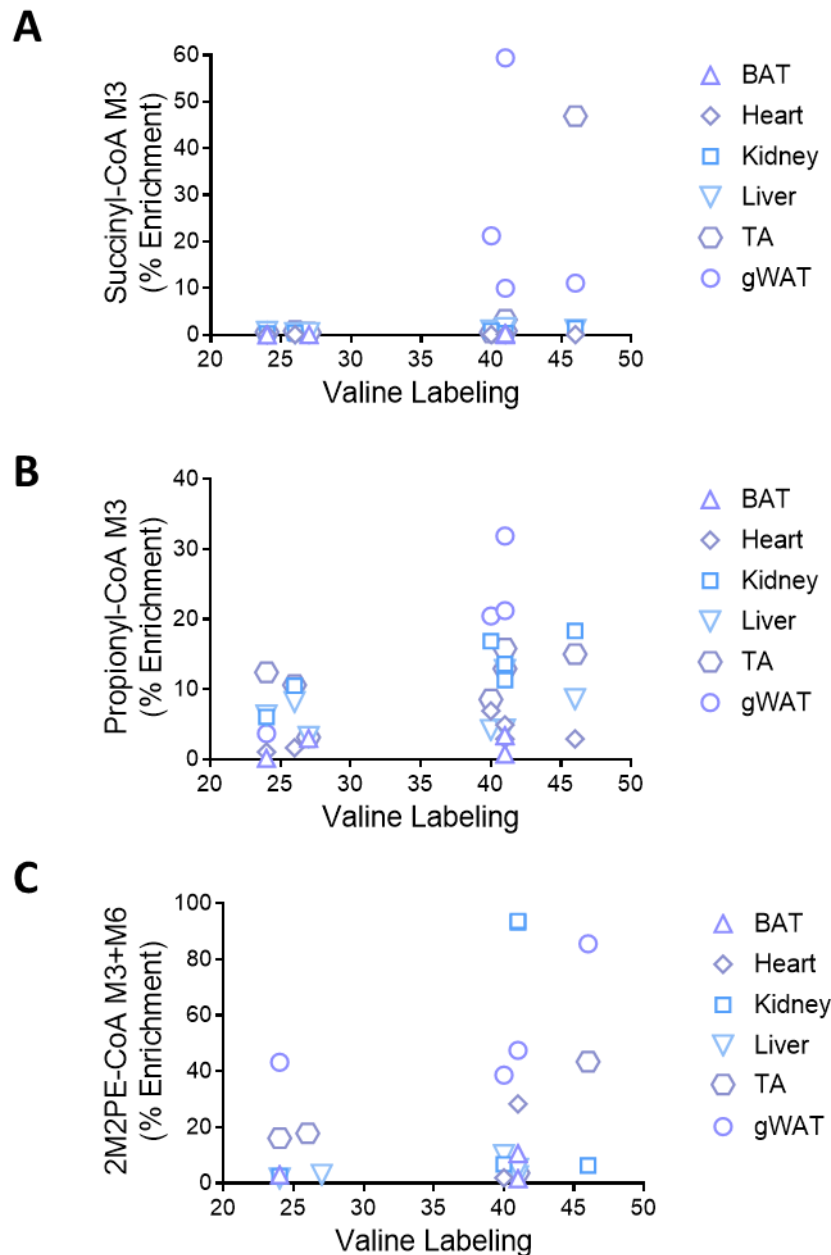 A
Succinyl-CoA M3
(% Enrichment)
60
50
40
30
20
10
0
20 25 30 35 40 45 50
Valine Labeling
BAT
Heart
Kidney
Liver
TA
gWAT
B
Propionyl-CoA M3
(% Enrichment)
40
30
20
10
0
20 25 30 35 40 45 50
Valine Labeling
BAT
Heart
Kidney
Liver
TA
gWAT
C
2M2PE-CoA M3+M6
(% Enrichment)
100
80
60
40
20
0
20 25 30 35 40 45 50
Valine Labeling
BAT
Heart
Kidney
Liver
TA
gWAT